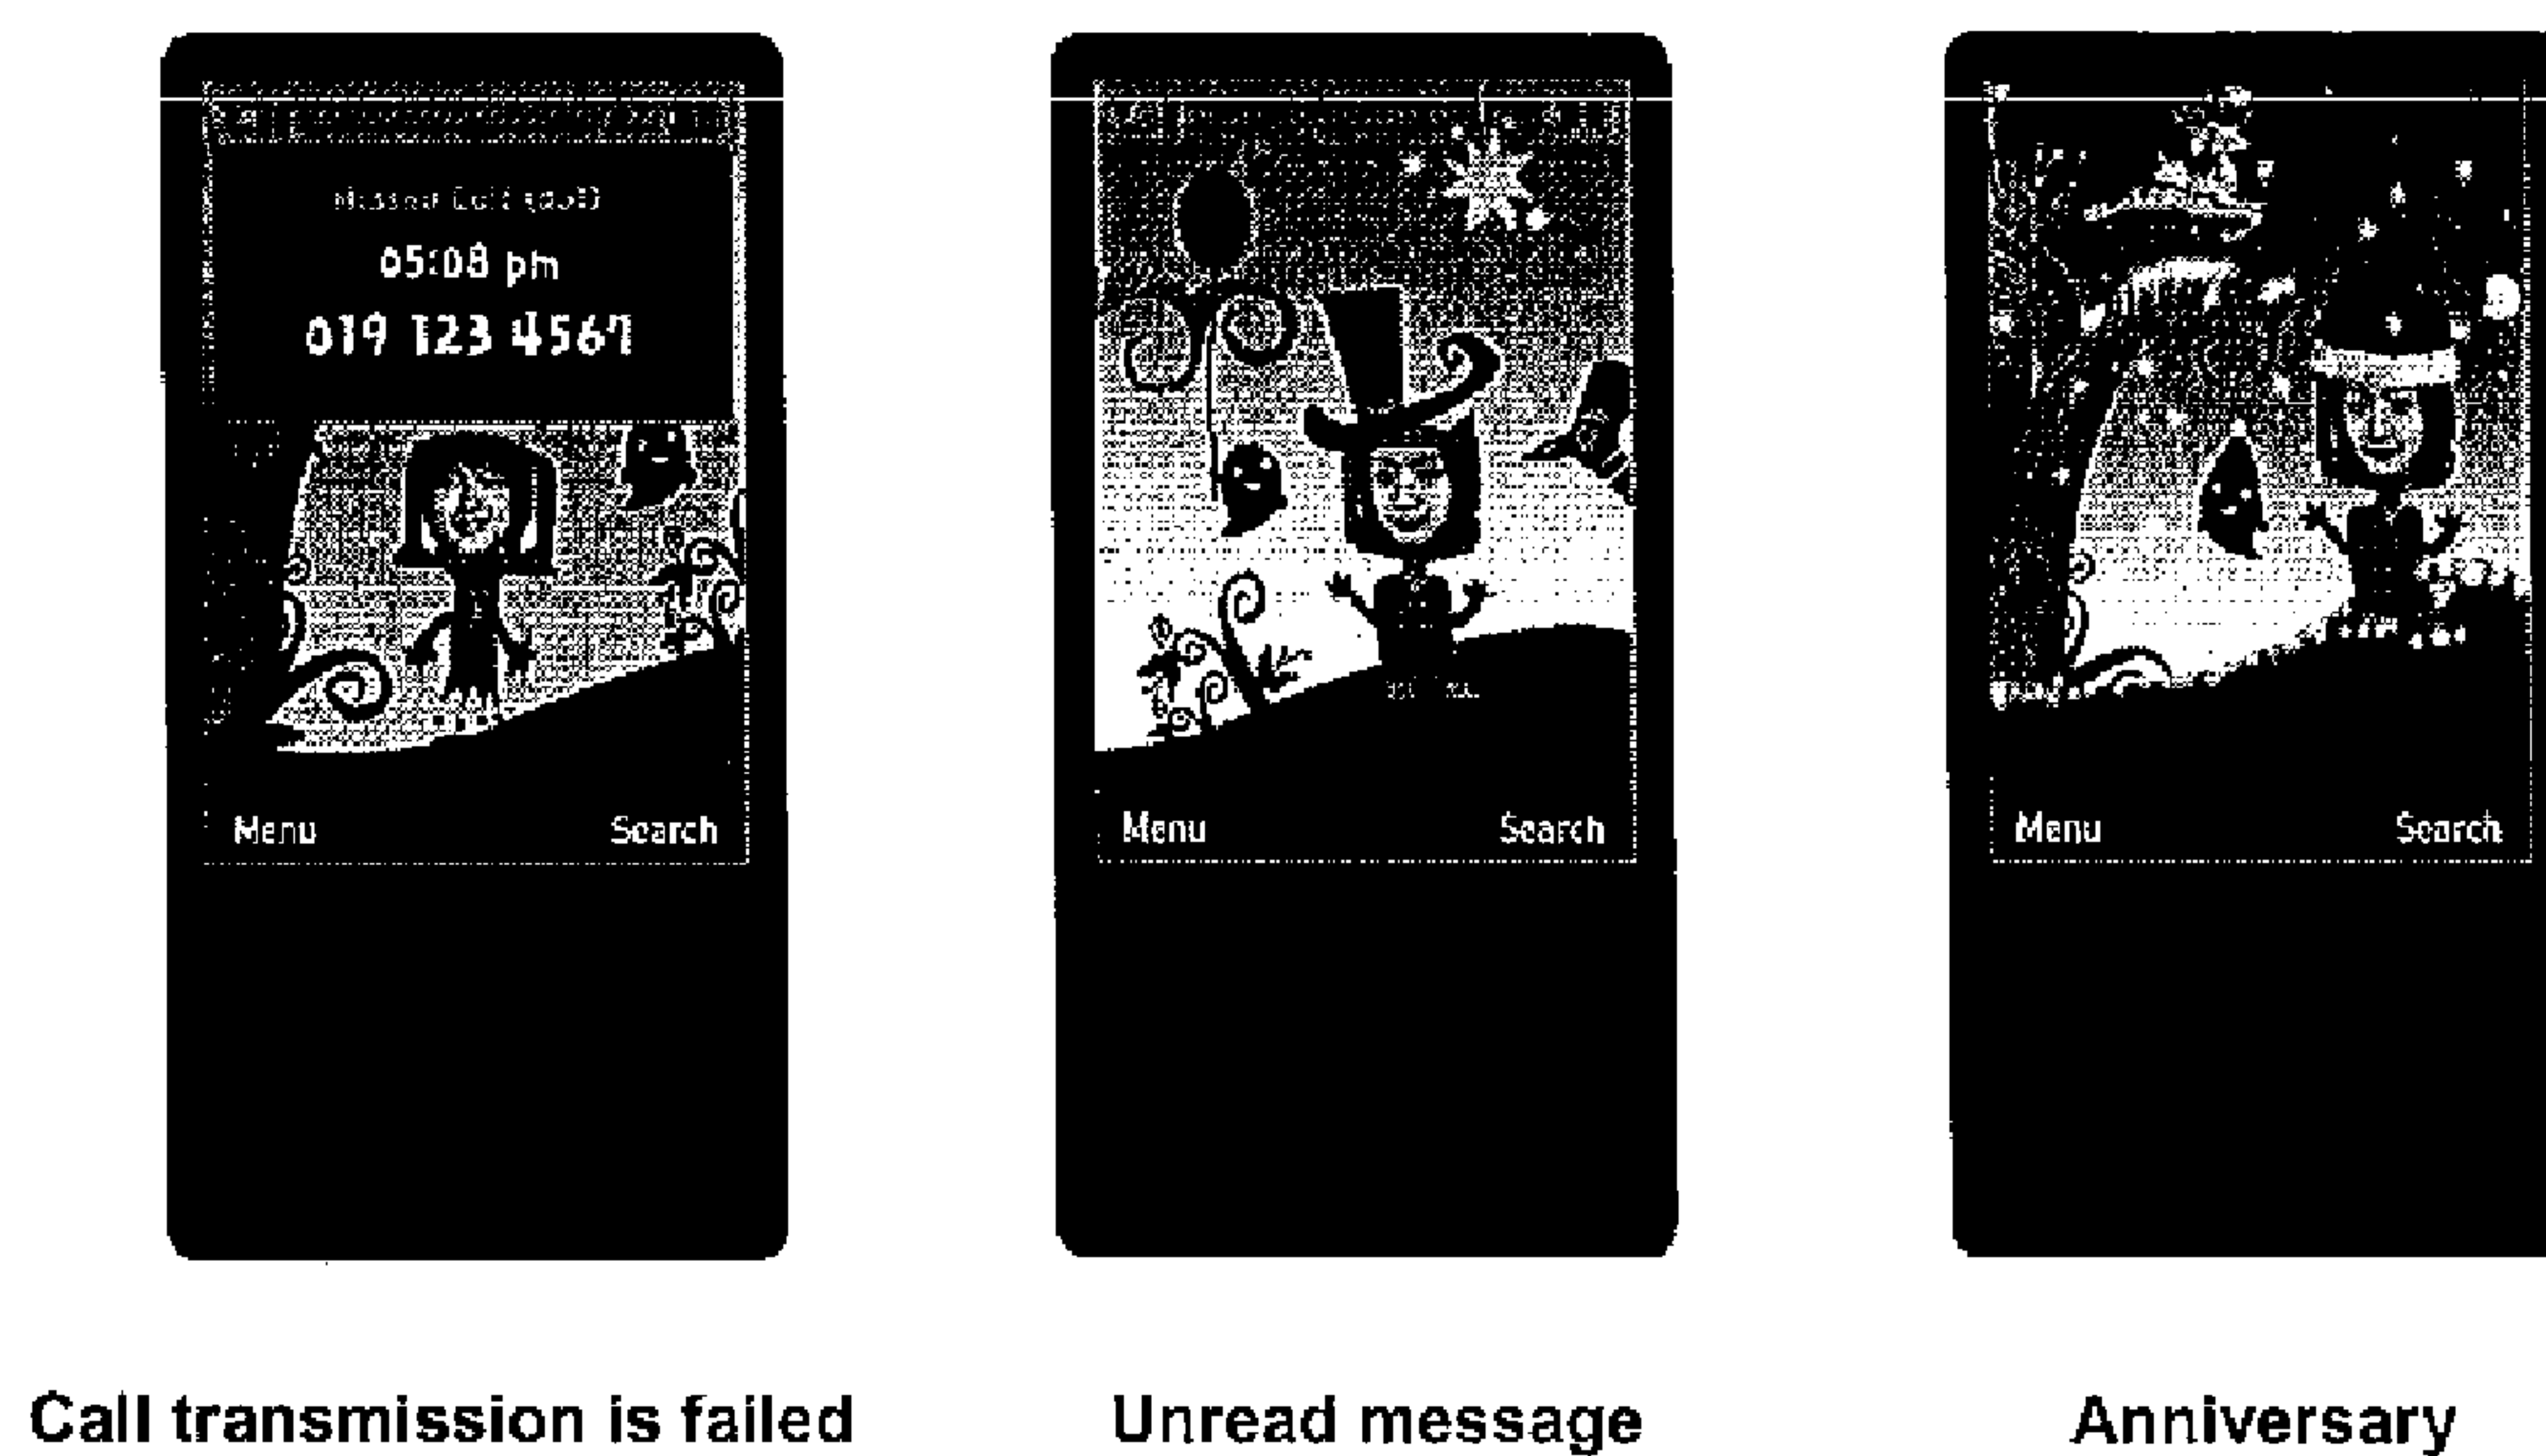 05:08 pm
019 123 4567
Menu Search
Menu Search
Menu Search
Call transmission is failed
Unread message
Anniversary